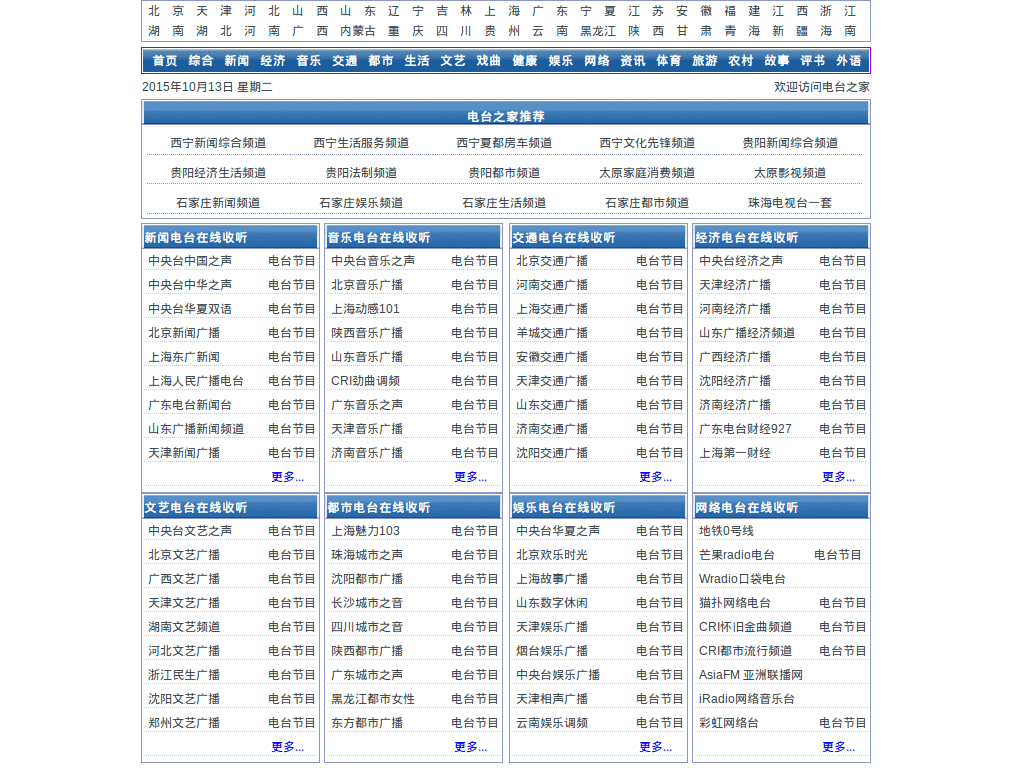 北 京 天 津 河 北 山 西 山 东 辽 宁 吉 林 上 海 广 东 宁 夏 江 苏 安 徽 福 建 江 西 浙 江
湖 南 湖 北 河 南 广 西 内蒙古 重 庆 四 川 贵 州 云 南 黑龙江 陕 西 甘 肃 青 海 新 疆 海 南
首页 综合 新闻 经济 音乐 交通 都市 生活 文艺 戏曲 健康 娱乐 网络 资讯 体育 旅游 农村 故事 评书 外语
2015年10月13日 星期二 欢迎访问电台之家
电台之家推荐
西宁新闻综合频道 西宁生活服务频道 西宁夏都房车频道 西宁文化先锋频道 贵阳新闻综合频道
贵阳经济生活频道 贵阳法制频道 贵阳都市频道 太原家庭消费频道 太原影视频道
石家庄新闻频道 石家庄娱乐频道 石家庄生活频道 石家庄都市频道 珠海电视台一套
新闻电台在线收听 音乐电台在线收听 交通电台在线收听 经济电台在线收听
中央台中国之声 电台节目 中央台音乐之声 电台节目 北京交通广播 电台节目 中央台经济之声 电台节目
中央台中华之声 电台节目 北京音乐广播 电台节目 河南交通广播 电台节目 天津经济广播 电台节目
中央台华夏双语 电台节目 上海动感101 电台节目 上海交通广播 电台节目 河南经济广播 电台节目
北京新闻广播 电台节目 陕西音乐广播 电台节目 羊城交通广播 电台节目 山东广播经济频道 电台节目
上海东广新闻 电台节目 山东音乐广播 电台节目 安徽交通广播 电台节目 广西经济广播 电台节目
上海人民广播电台 电台节目 CRI劲曲调频 电台节目 天津交通广播 电台节目 沈阳经济广播 电台节目
广东电台新闻台 电台节目 广东音乐之声 电台节目 山东交通广播 电台节目 济南经济广播 电台节目
山东广播新闻频道 电台节目 天津音乐广播 电台节目 济南交通广播 电台节目 广东电台财经927 电台节目
天津新闻广播 电台节目 济南音乐广播 电台节目 沈阳交通广播 电台节目 上海第一财经 电台节目
更多... 更多... 更多... 更多...
文艺电台在线收听 都市电台在线收听 娱乐电台在线收听 网络电台在线收听
中央台文艺之声 电台节目 上海魅力103 电台节目 中央台华夏之声 电台节目 地铁0号线
北京文艺广播 电台节目 珠海城市之声 电台节目 北京欢乐时光 电台节目 芒果radio电台 电台节目
广西文艺广播 电台节目 沈阳都市广播 电台节目 上海故事广播 电台节目 Wradio口袋电台
天津文艺广播 电台节目 长沙城市之音 电台节目 山东数字休闲 电台节目 猫扑网络电台 电台节目
湖南文艺频道 电台节目 四川城市之音 电台节目 天津娱乐广播 电台节目 CRI怀旧金曲频道 电台节目
河北文艺广播 电台节目 陕西都市广播 电台节目 烟台娱乐广播 电台节目 CRI都市流行频道 电台节目
浙江民生广播 电台节目 广东城市之声 电台节目 中央台娱乐广播 电台节目 AsiaFM 亚洲联播网
沈阳文艺广播 电台节目 黑龙江都市女性 电台节目 天津相声广播 电台节目 iRadio网络音乐台
郑州文艺广播 电台节目 东方都市广播 电台节目 云南娱乐调频 电台节目 彩虹网络台 电台节目
更多... 更多... 更多... 更多...